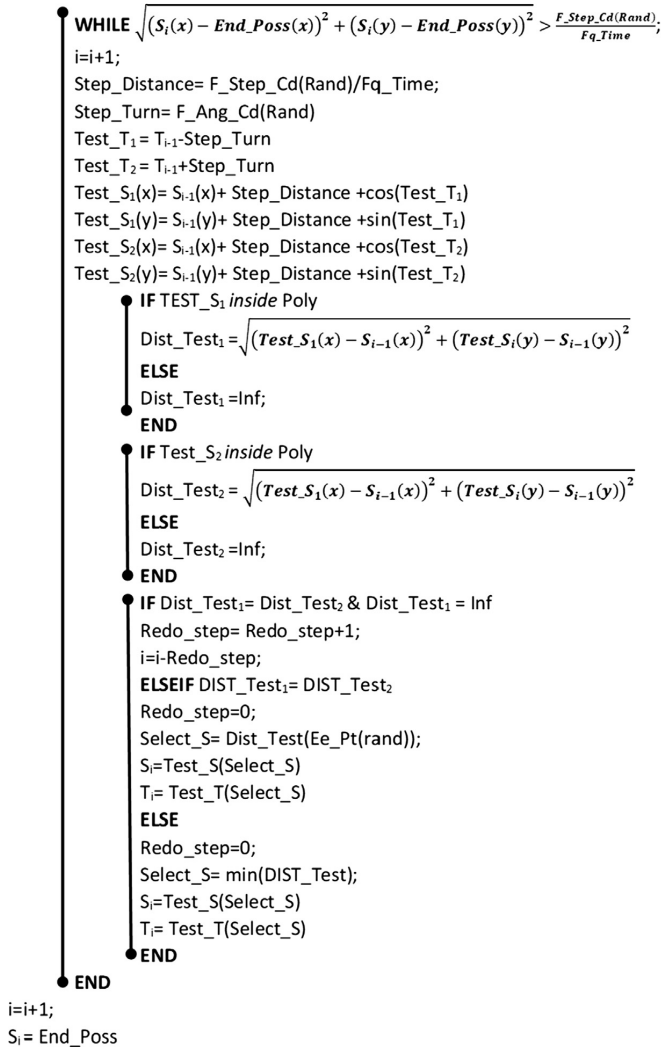 WHILE √((S_i(x) − End_Poss(x))² + (S_i(y) − End_Poss(y))²) > F_Step_Cd(Rand)/Fq_Time;
i=i+1;
Step_Distance= F_Step_Cd(Rand)/Fq_Time;
Step_Turn= F_Ang_Cd(Rand)
Test_T₁= Tᵢ₋₁-Step_Turn
Test_T₂= Tᵢ₋₁+Step_Turn
Test_S₁(x)= Sᵢ₋₁(x)+ Step_Distance +cos(Test_T₁)
Test_S₁(y)= Sᵢ₋₁(y)+ Step_Distance +sin(Test_T₁)
Test_S₂(x)= Sᵢ₋₁(x)+ Step_Distance +cos(Test_T₂)
Test_S₂(y)= Sᵢ₋₁(y)+ Step_Distance +sin(Test_T₂)
IF TEST_S₁ inside Poly
Dist_Test₁=√((Test_S₁(x) − Sᵢ₋₁(x))² + (Test_Sᵢ(y) − Sᵢ₋₁(y))²)
ELSE
Dist_Test₁ =Inf;
END
IF Test_S₂ inside Poly
Dist_Test₂ = √((Test_S₁(x) − Sᵢ₋₁(x))² + (Test_Sᵢ(y) − Sᵢ₋₁(y))²)
ELSE
Dist_Test₂ =Inf;
END
IF Dist_Test₁= Dist_Test₂ & Dist_Test₁ = Inf
Redo_step= Redo_step+1;
i=i-Redo_step;
ELSEIF DIST_Test₁= DIST_Test₂
Redo_step=0;
Select_S= Dist_Test(Ee_Pt(rand));
Sᵢ=Test_S(Select_S)
Tᵢ= Test_T(Select_S)
ELSE
Redo_step=0;
Select_S= min(DIST_Test);
Sᵢ=Test_S(Select_S)
Tᵢ= Test_T(Select_S)
END
END
i=i+1;
Sᵢ= End_Poss